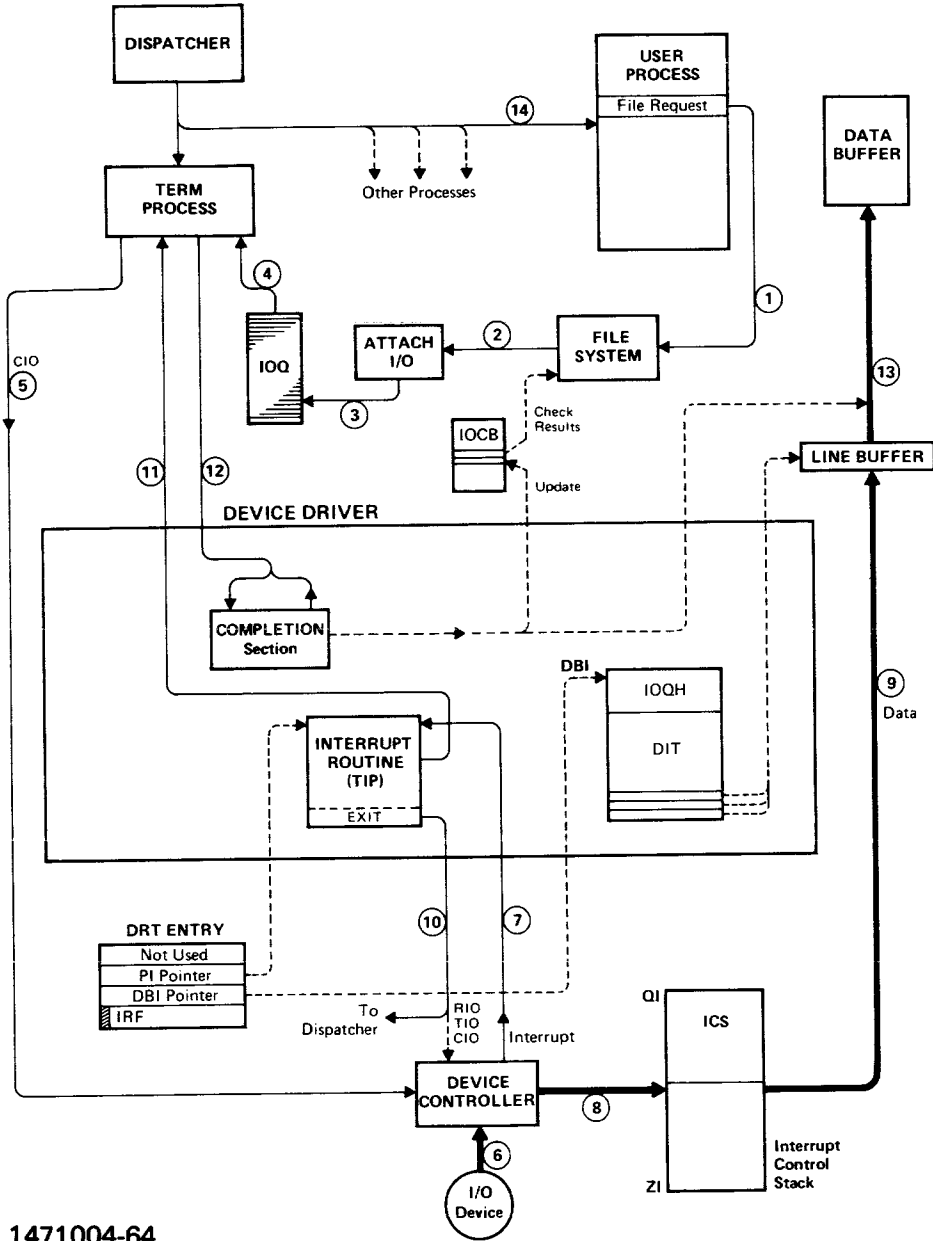 DISPATCHER
USER
PROCESS
File Request
14
DATA
BUFFER
TERM
PROCESS
Other Processes
4
1
2
ATTACH
I/O
FILE
SYSTEM
IOQ
CIO
5
3
13
Check
Results
IOCB
11
12
LINE BUFFER
Update
DEVICE DRIVER
COMPLETION
Section
DBI
IOQH
9
Data
INTERRUPT
ROUTINE
(TIP)
DIT
EXIT
10
7
DRT ENTRY
Not Used
PI Pointer
DBI Pointer
IRF
To
Dispatcher
RIO
TIO
CIO
Interrupt
QI
ICS
DEVICE
CONTROLLER
8
6
Interrupt
Control
Stack
ZI
I/O
Device
1471004-64